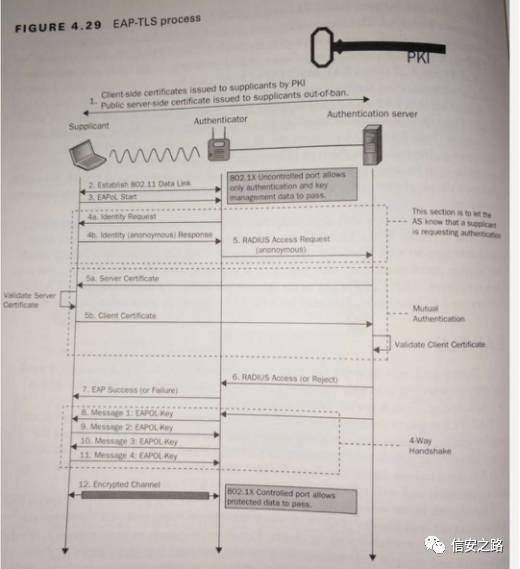 FIGURE 4.29 EAP-TLS process
PKI
1. Client-side certificates issued to supplicants by PKI
Public server-side certificate issued to supplicants out-of-ban.
Supplicant
Authenticator
Authentication server
2. Establish 802.11 Data Link
3. EAPoL Start
802.1X Uncontrolled port allows
only authentication and key
management data to pass.
4a. Identity Request
4b. Identity (anonoymous) Response
5. RADIUS Access Request
(anonoymous)
This section is to let the
AS know that a supplicant
is requesting authentication
5a. Server Certificate
Validate Server
Certificate
5b. Client Certificate
Mutual
Authentication
Validate Client Certificate
6. RADIUS Access (or Reject)
7. EAP Success (or Failure)
8. Message 1: EAPOL-Key
9. Message 2: EAPOL-Key
10. Message 3: EAPOL-Key
11. Message 4: EAPOL-Key
4-Way
Handshake
12. Encrypted Channel
802.1X Controlled port allows
protected data to pass.
信安之路